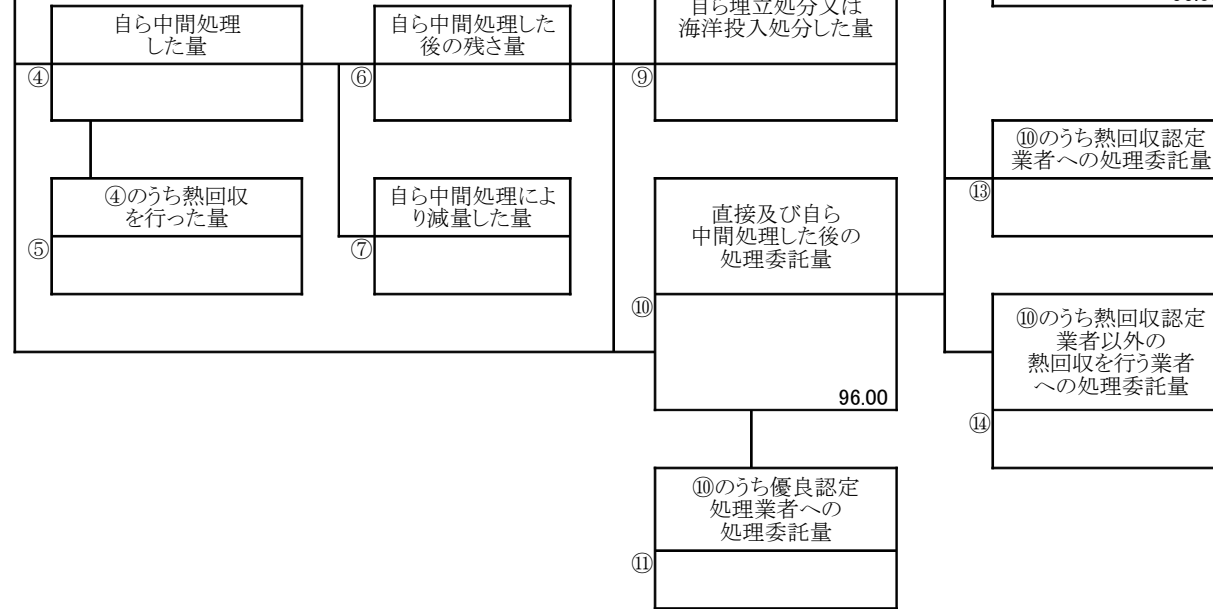 自ら中間処理
した量
④
自ら中間処理した
後の残さ量
⑥
自ら埋立処分又は
海洋投入処分した量
⑨
⑩のうち熱回収認定
業者への処理委託量
⑬
④のうち熱回収
を行った量
⑤
自ら中間処理によ
り減量した量
⑦
直接及び自ら
中間処理した後の
処理委託量
⑩
96.00
⑩のうち熱回収認定
業者以外の
熱回収を行う業者
への処理委託量
⑭
⑩のうち優良認定
処理業者への
処理委託量
⑪